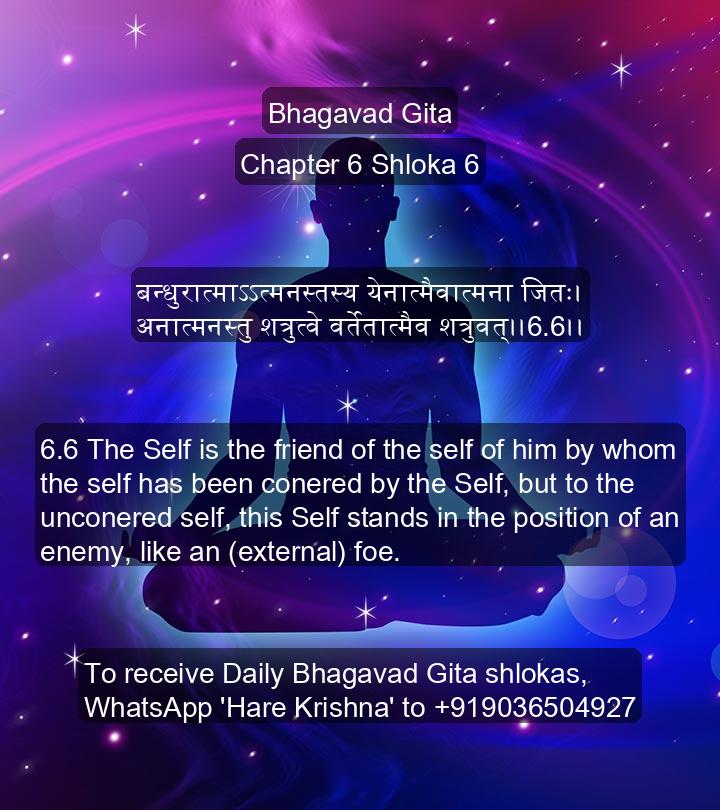 Bhagavad Gita
Chapter 6 Shloka 6
बन्धुरात्माऽऽत्मनस्तस्य येनात्मैवात्मना जितः।
अनात्मनस्तु शत्रुत्वे वर्तेतात्मैव शत्रुवत्।।6.6।।
6.6 The Self is the friend of the self of him by whom
the self has been conered by the Self, but to the
unconered self, this Self stands in the position of an
enemy, like an (external) foe.
To receive Daily Bhagavad Gita shlokas,
WhatsApp 'Hare Krishna' to +919036504927